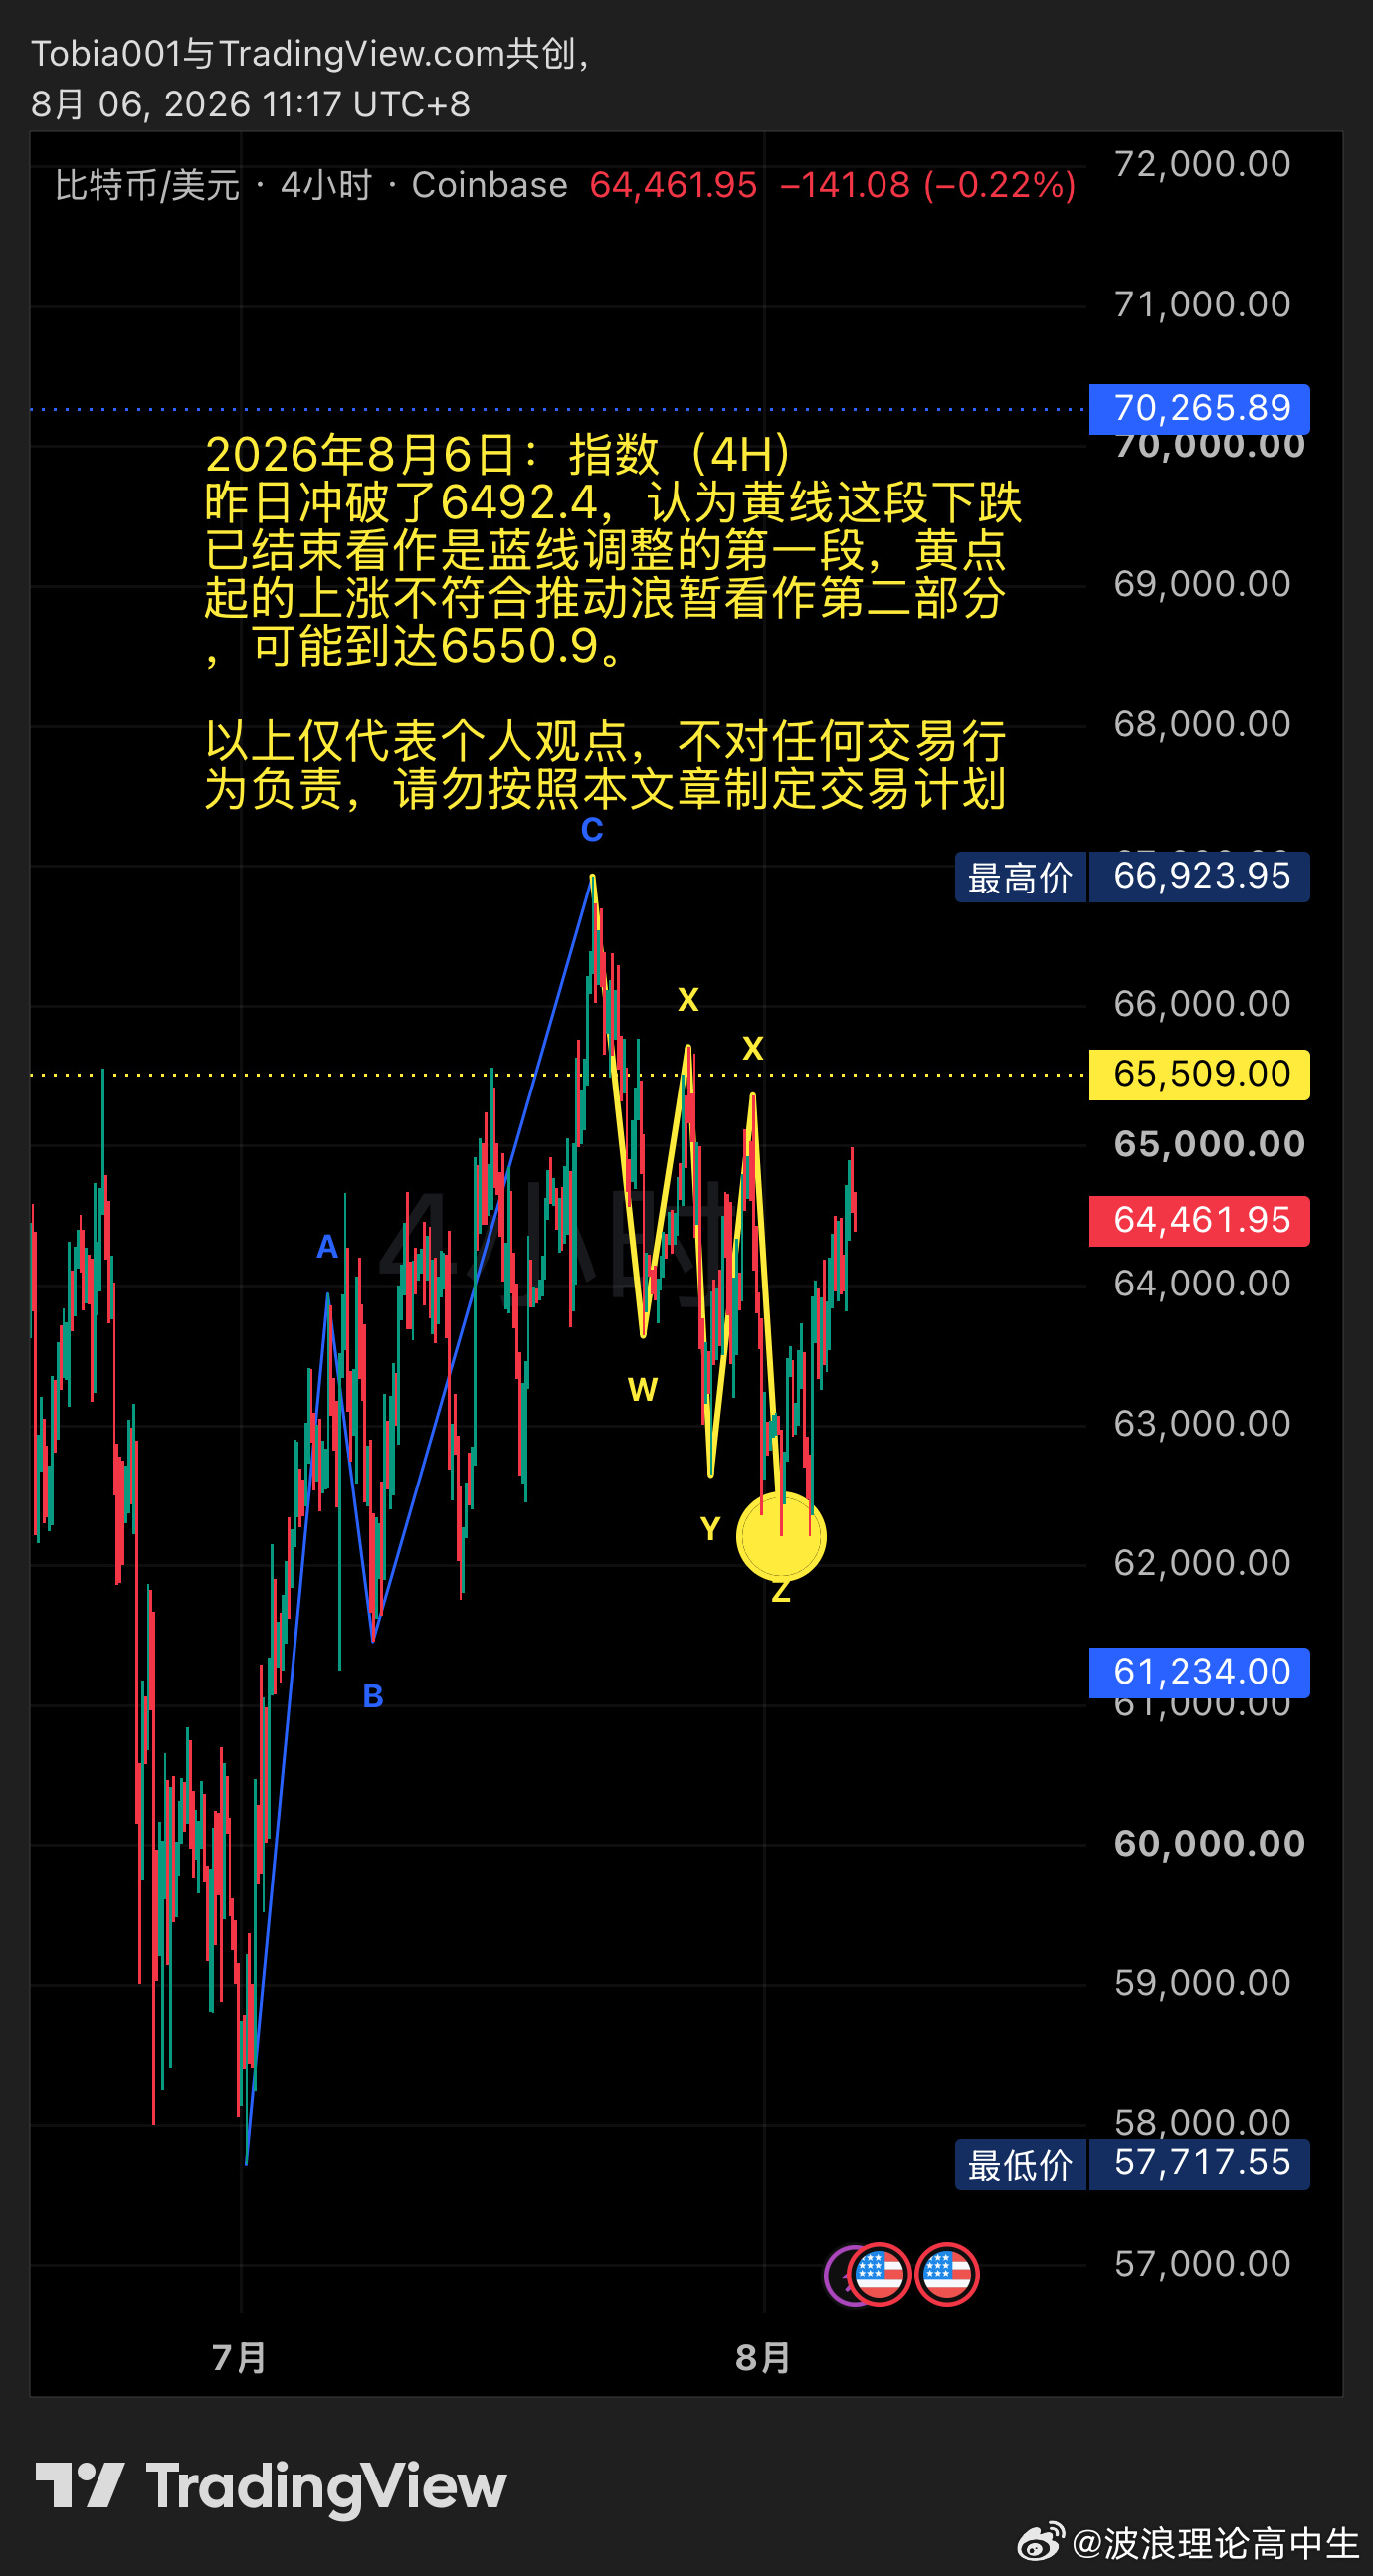 Tobia001与TradingView.com共创，
8月 06, 2026 11:17 UTC+8
比特币/美元 · 4小时 · Coinbase 64,461.95 −141.08 (−0.22%)
72,000.00
71,000.00
70,265.89
70,000.00
2026年8月6日：指数（4H）
昨日冲破了6492.4，认为黄线这段下跌
已结束看作是蓝线调整的第一段，黄点
起的上涨不符合推动浪暂看作第二部分
，可能到达6550.9。
69,000.00
以上仅代表个人观点，不对任何交易行
为负责，请勿按照本文章制定交易计划
68,000.00
C
最高价 66,923.95
X
66,000.00
X
65,509.00
65,000.00
4小时
64,461.95
A
64,000.00
W
63,000.00
Y
62,000.00
Z
61,234.00
B
61,000.00
60,000.00
59,000.00
58,000.00
最低价 57,717.55
57,000.00
7月 8月
TradingView
@波浪理论高中生